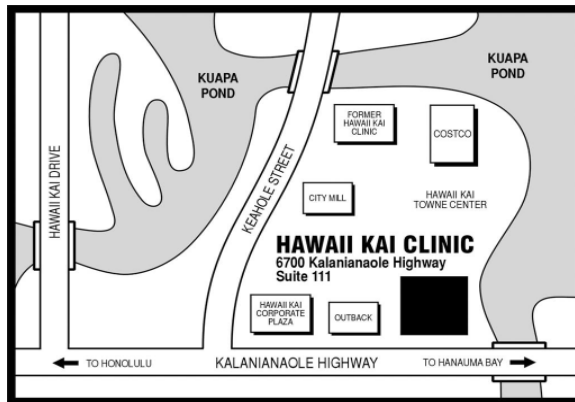 KUAPA
POND
KUAPA
POND
FORMER
HAWAII KAI
CLINIC
COSTCO
HAWAII KAI DRIVE
KEAHOLE STREET
CITY MILL
HAWAII KAI
TOWNE CENTER
HAWAII KAI CLINIC
6700 Kalanianaole Highway
Suite 111
HAWAII KAI
CORPORATE
PLAZA
OUTBACK
TO HONOLULU
KALANIANAOLE HIGHWAY
TO HANAUMA BAY